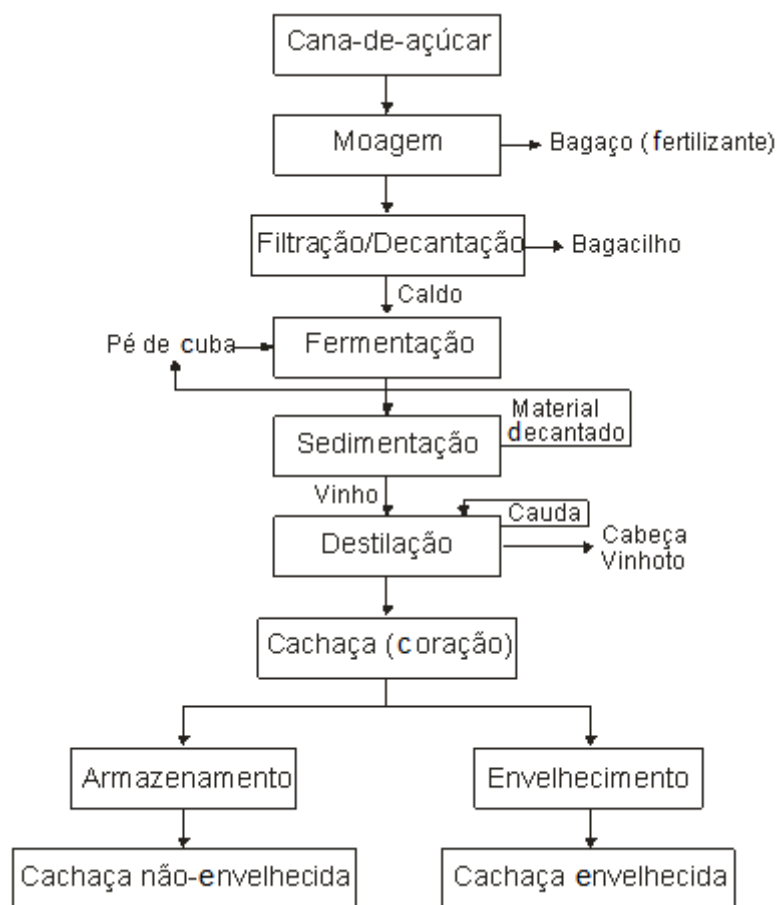 Cana-de-açúcar
Moagem
Bagaço (fertilizante)
Filtração/Decantação
Bagacilho
Caldo
Pé de cuba
Fermentação
Material
decantado
Sedimentação
Vinho
Cauda
Destilação
Cabeça
Vinhoto
Cachaça (coração)
Armazenamento
Envelhecimento
Cachaça não-envelhecida
Cachaça envelhecida